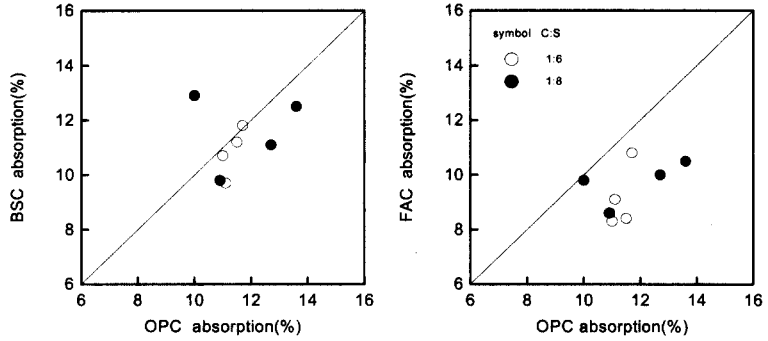 16
14
12
10
8
6
BSC absorption(%)
6 8 10 12 14 16
OPC absorption(%)
16
14
12
10
8
6
FAC absorption(%)
symbol C:S
1:6
1:8
6 8 10 12 14 16
OPC absorption(%)